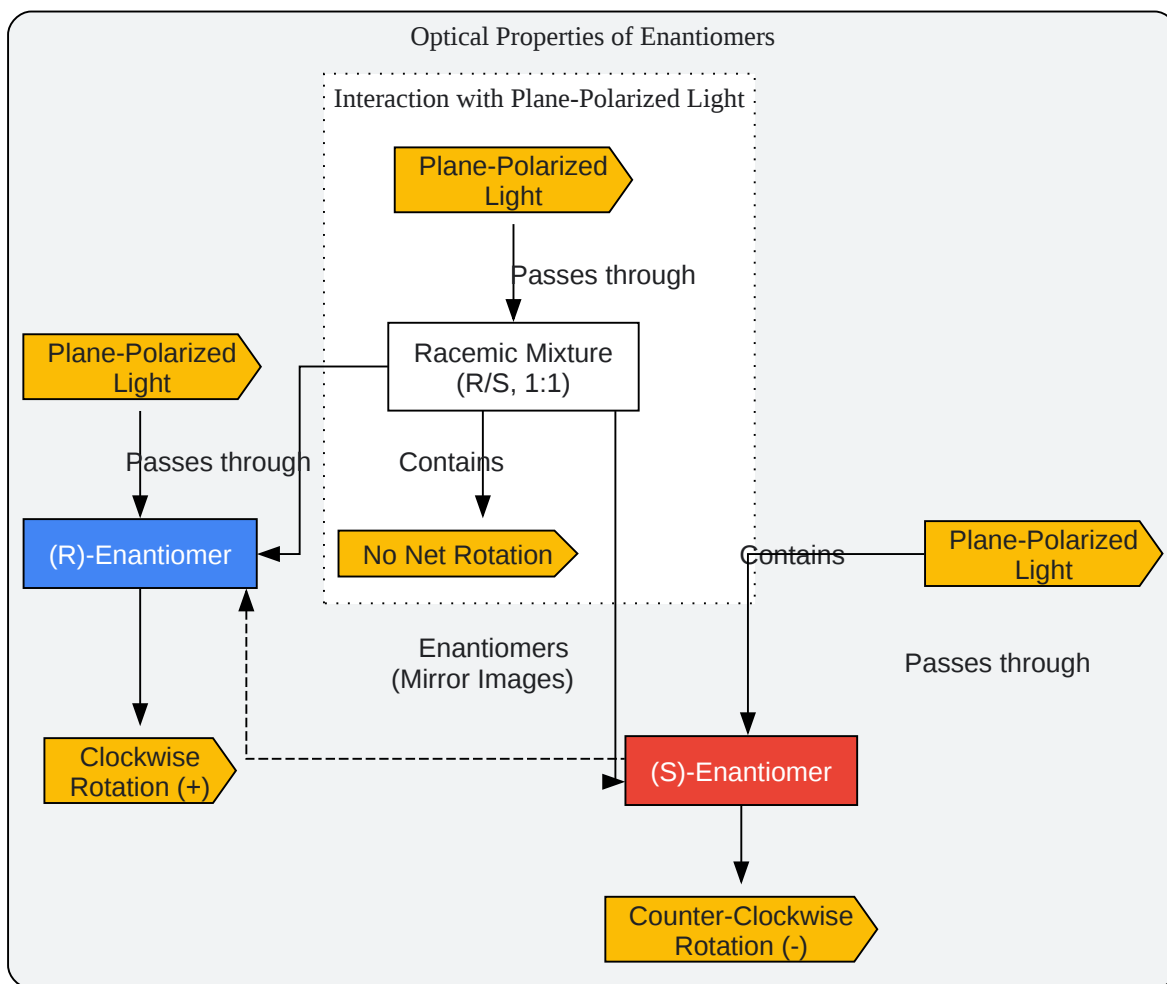 Optical Properties of Enantiomers
Interaction with Plane-Polarized Light
Plane-Polarized
Light
Passes through
Racemic Mixture
(R/S, 1:1)
Plane-Polarized
Light
Passes through
Contains
(R)-Enantiomer
No Net Rotation
Contains
Plane-Polarized
Light
Enantiomers
(Mirror Images)
Passes through
Clockwise
Rotation (+)
(S)-Enantiomer
Counter-Clockwise
Rotation (-)